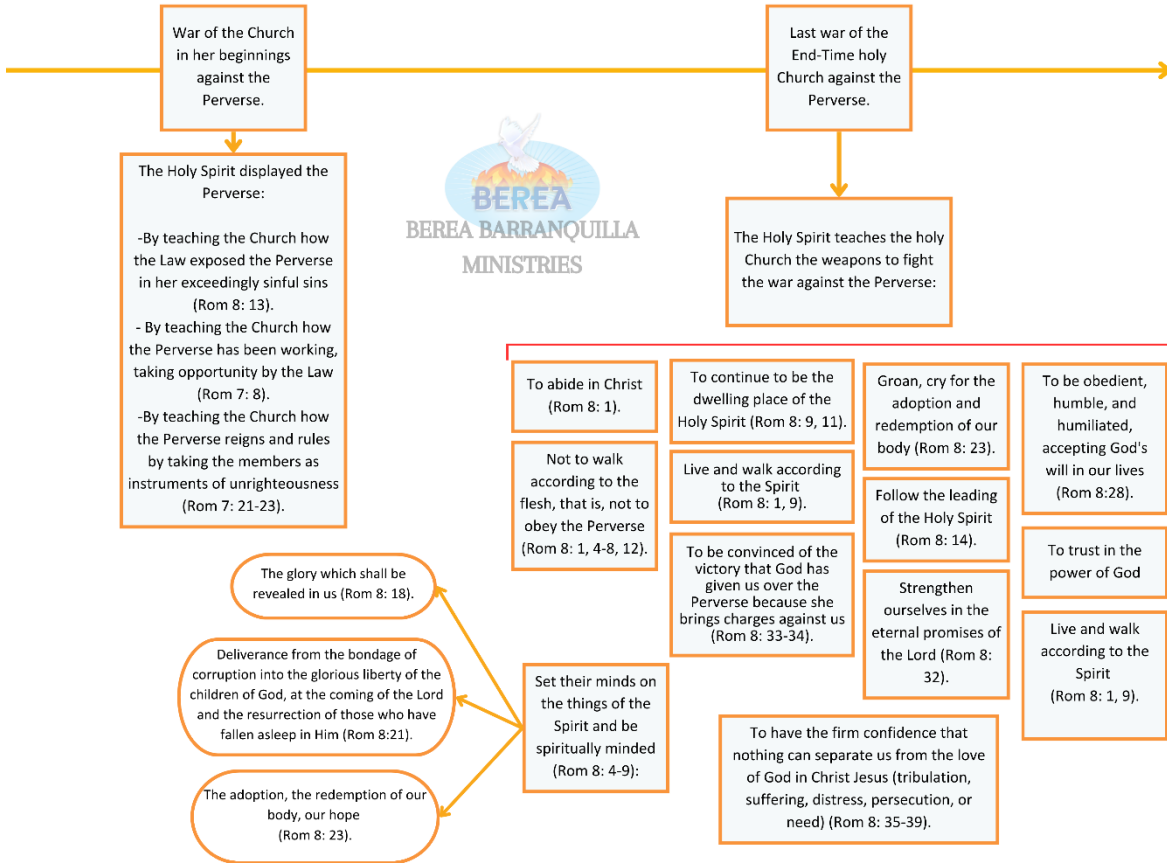 War of the Church
in her beginnings
against the
Perverse.
Last war of the
End-Time holy
Church against the
Perverse.
The Holy Spirit displayed the
Perverse:
-By teaching the Church how
the Law exposed the Perverse
in her exceedingly sinful sins
(Rom 8: 13).
- By teaching the Church how
the Perverse has been working,
taking opportunity by the Law
(Rom 7: 8).
-By teaching the Church how
the Perverse reigns and rules
by taking the members as
instruments of unrighteousness
(Rom 7: 21-23).
BEREA
BEREA BARRANQUILLA
MINISTRIES
The Holy Spirit teaches the holy
Church the weapons to fight
the war against the Perverse:
To abide in Christ
(Rom 8: 1).
Not to walk
according to the
flesh, that is, not to
obey the Perverse
(Rom 8: 1, 4-8, 12).
To continue to be the
dwelling place of the
Holy Spirit (Rom 8: 9, 11).
Live and walk according
to the Spirit
(Rom 8: 1, 9).
To be convinced of the
victory that God has
given us over the
Perverse because she
brings charges against us
(Rom 8: 33-34).
Groan, cry for the
adoption and
redemption of our
body (Rom 8: 23).
Follow the leading
of the Holy Spirit
(Rom 8: 14).
Strengthen
ourselves in the
eternal promises of
the Lord (Rom 8:
32).
To be obedient,
humble, and
humiliated,
accepting God's
will in our lives
(Rom 8:28).
To trust in the
power of God
Live and walk
according to the
Spirit
(Rom 8: 1, 9).
Set their minds on
the things of the
Spirit and be
spiritually minded
(Rom 8: 4-9):
The glory which shall be
revealed in us (Rom 8: 18).
Deliverance from the bondage of
corruption into the glorious liberty of the
children of God, at the coming of the Lord
and the resurrection of those who have
fallen asleep in Him (Rom 8:21).
The adoption, the redemption of our
body, our hope
(Rom 8: 23).
To have the firm confidence that
nothing can separate us from the love
of God in Christ Jesus (tribulation,
suffering, distress, persecution, or
need) (Rom 8: 35-39).